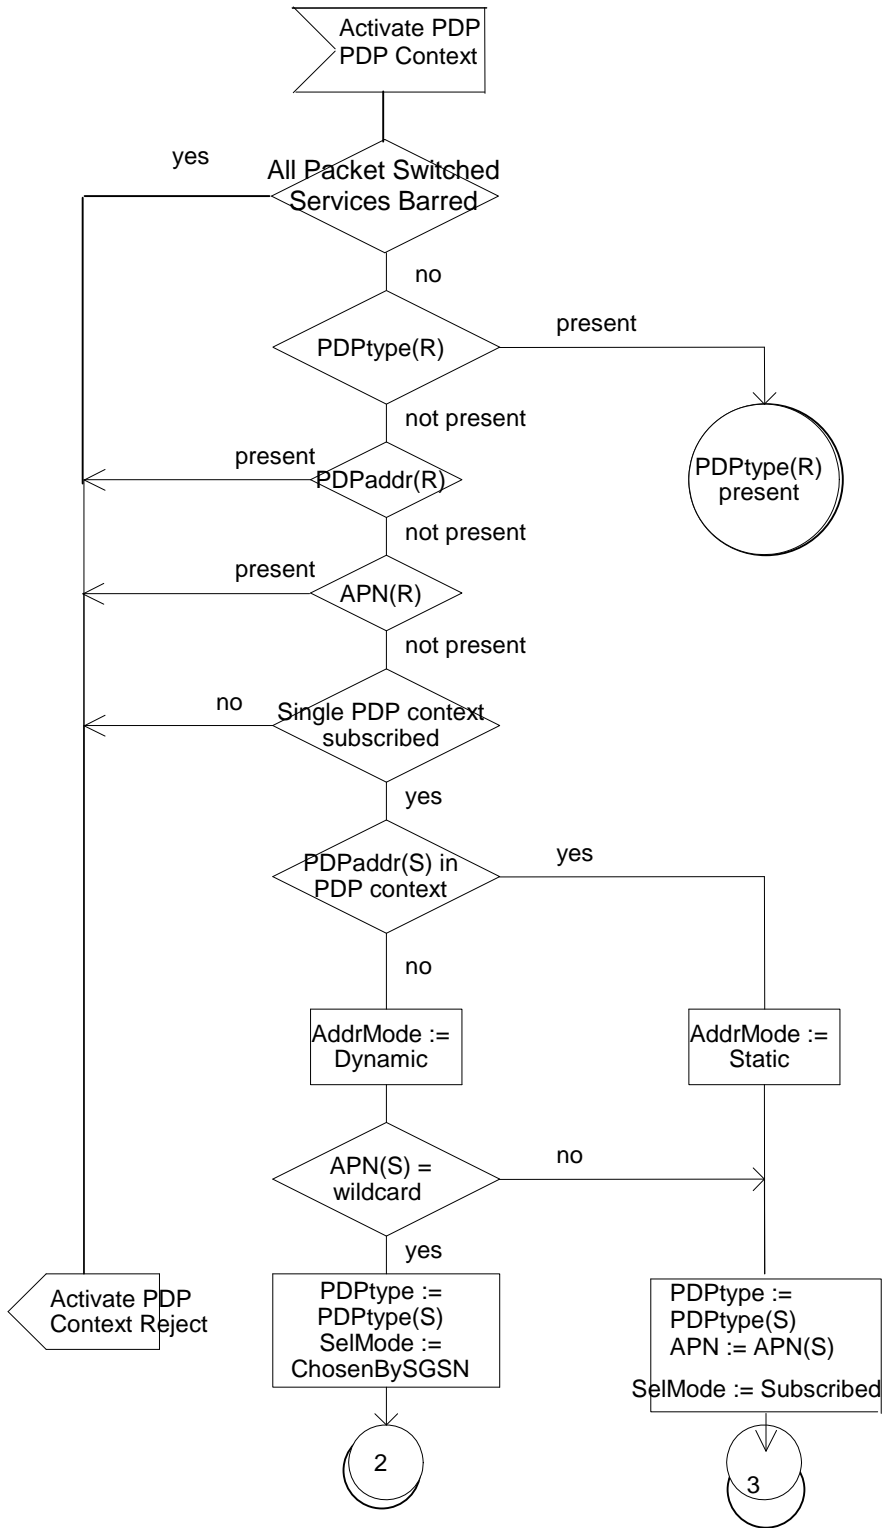 Activate PDP
PDP Context
yes
All Packet Switched
Services Barred
no
PDPtype(R)
present
not present
PDPtype(R)
present
present
PDPaddr(R)
not present
present
APN(R)
not present
no
Single PDP context
subscribed
yes
PDPaddr(S) in
PDP context
yes
no
AddrMode :=
Dynamic
AddrMode :=
Static
APN(S) =
wildcard
no
yes
Activate PDP
Context Reject
PDPtype :=
PDPtype(S)
SelMode :=
ChosenBySGSN
PDPtype :=
PDPtype(S)
APN := APN(S)
SelMode := Subscribed
2
3